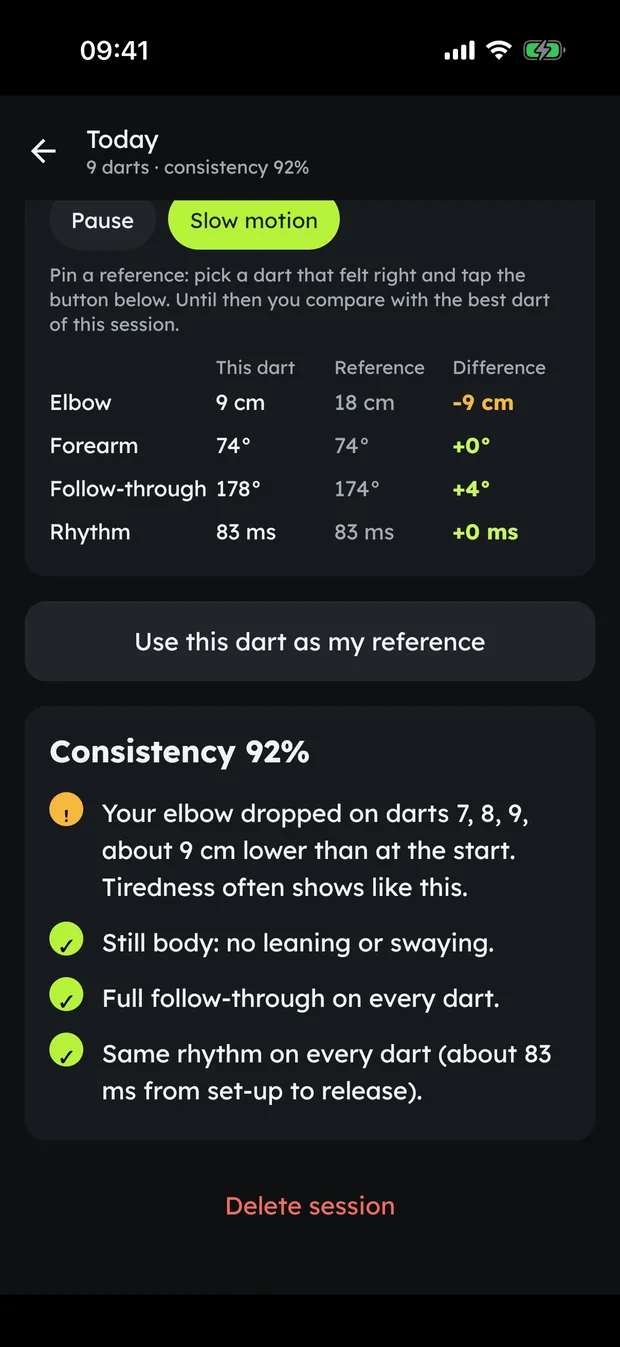 09:41
Today
9 darts · consistency 92%
Pause Slow motion
Pin a reference: pick a dart that felt right and tap the
button below. Until then you compare with the best dart
of this session.
This dart Reference Difference
Elbow 9 cm 18 cm -9 cm
Forearm 74° 74° +0°
Follow-through 178° 174° +4°
Rhythm 83 ms 83 ms +0 ms
Use this dart as my reference
Consistency 92%
! Your elbow dropped on darts 7, 8, 9,
about 9 cm lower than at the start.
Tiredness often shows like this.
✓ Still body: no leaning or swaying.
✓ Full follow-through on every dart.
✓ Same rhythm on every dart (about 83
ms from set-up to release).
Delete session